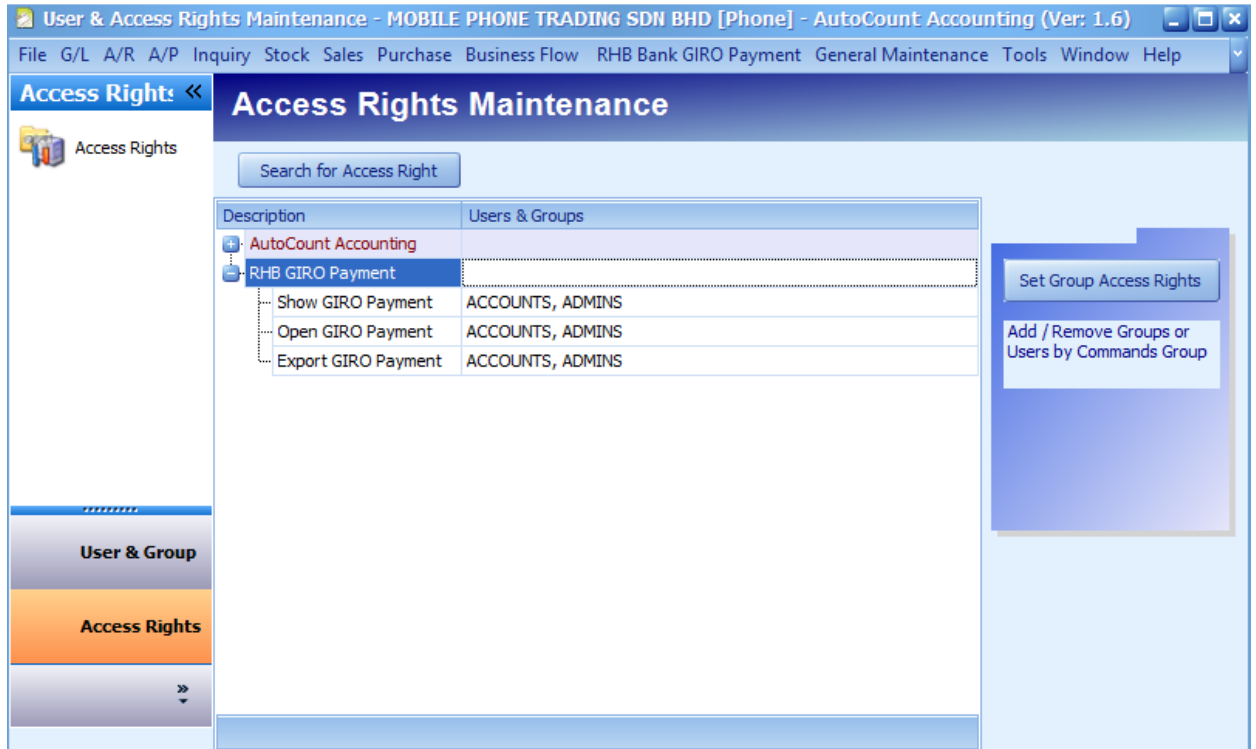 User & Access Rights Maintenance - MOBILE PHONE TRADING SDN BHD [Phone] - AutoCount Accounting (Ver: 1.6)
File G/L A/R A/P Inquiry Stock Sales Purchase Business Flow RHB Bank GIRO Payment General Maintenance Tools Window Help
Access Rights
Access Rights Maintenance
Access Rights
Search for Access Right
Description Users & Groups
AutoCount Accounting
RHB GIRO Payment
Show GIRO Payment ACCOUNTS, ADMINS
Open GIRO Payment ACCOUNTS, ADMINS
Export GIRO Payment ACCOUNTS, ADMINS
Set Group Access Rights
Add / Remove Groups or
Users by Commands Group
User & Group
Access Rights